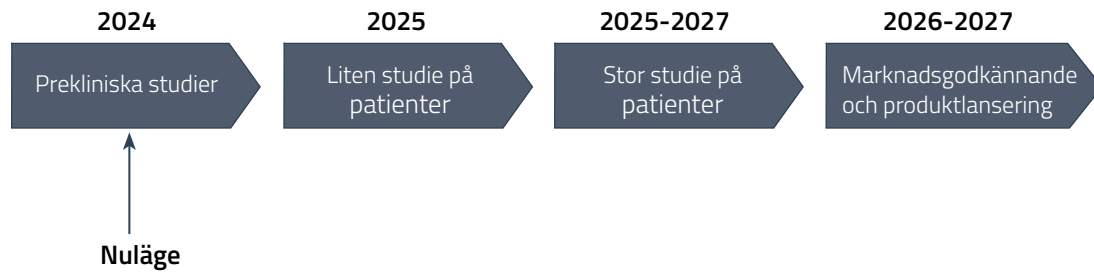 2024
Prekliniska studier
2025
Liten studie på
patienter
2025-2027
Stor studie på
patienter
2026-2027
Marknadsgodkännande
och produktlansering
Nuläge